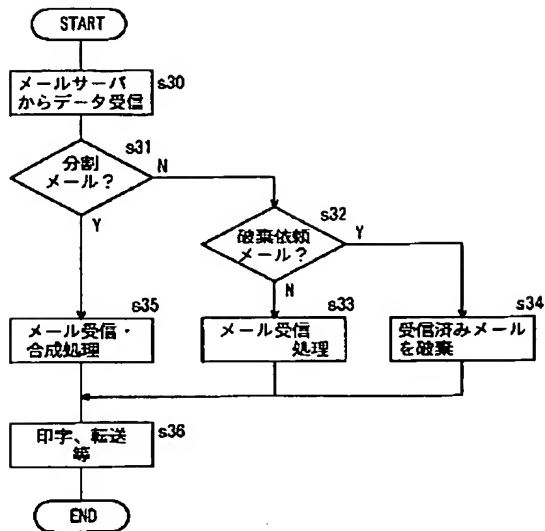 START
メールサーバ
からデータ受信
s30
分割
メール?
s31
N
Y
破棄依頼
メール?
s32
Y
N
メール受信・
合成処理
s35
メール受信
処理
s33
受信済みメール
を破棄
s34
印字、転送
等
s36
END